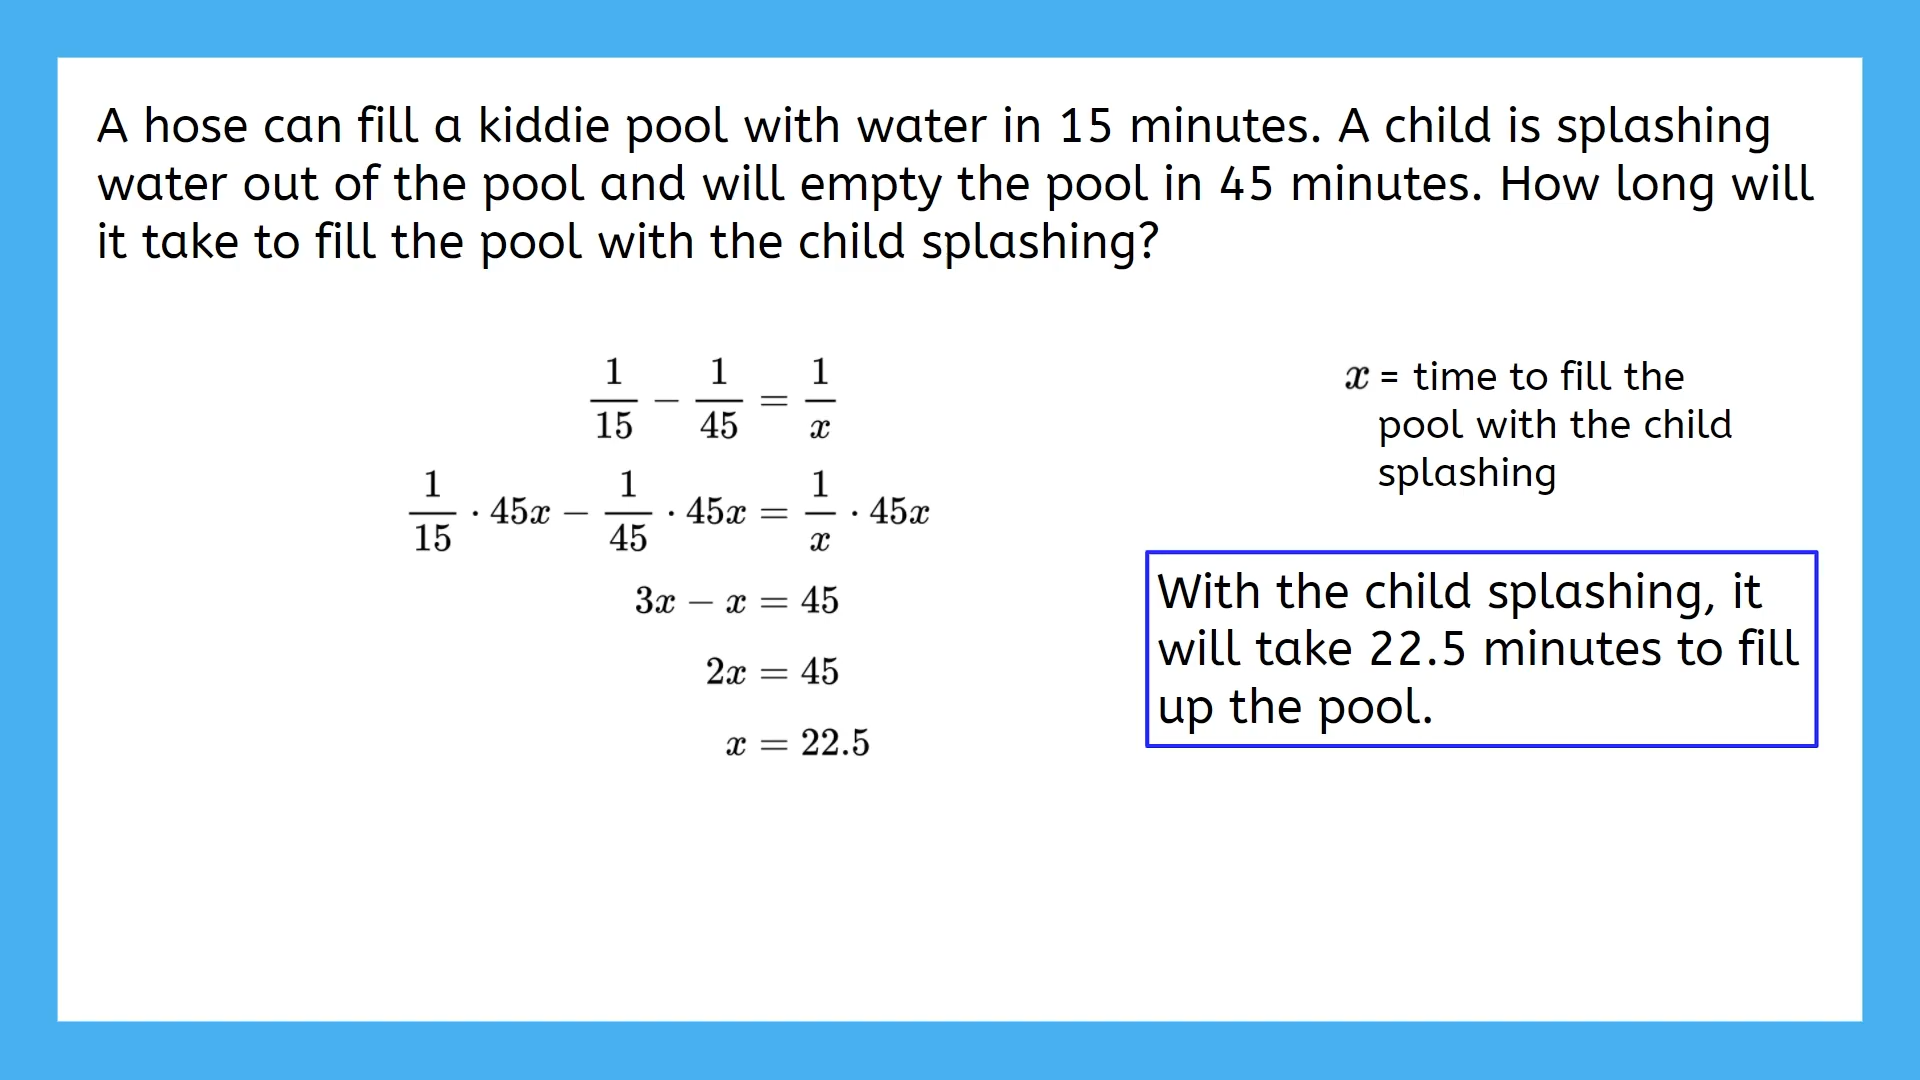 A hose can fill a kiddie pool with water in 15 minutes. A child is splashing
water out of the pool and will empty the pool in 45 minutes. How long will
it take to fill the pool with the child splashing?
1/15 − 1/45 = 1/x
1/15 · 45x − 1/45 · 45x = 1/x · 45x
3x − x = 45
2x = 45
x = 22.5
x = time to fill the
pool with the child
splashing
With the child splashing, it
will take 22.5 minutes to fill
up the pool.